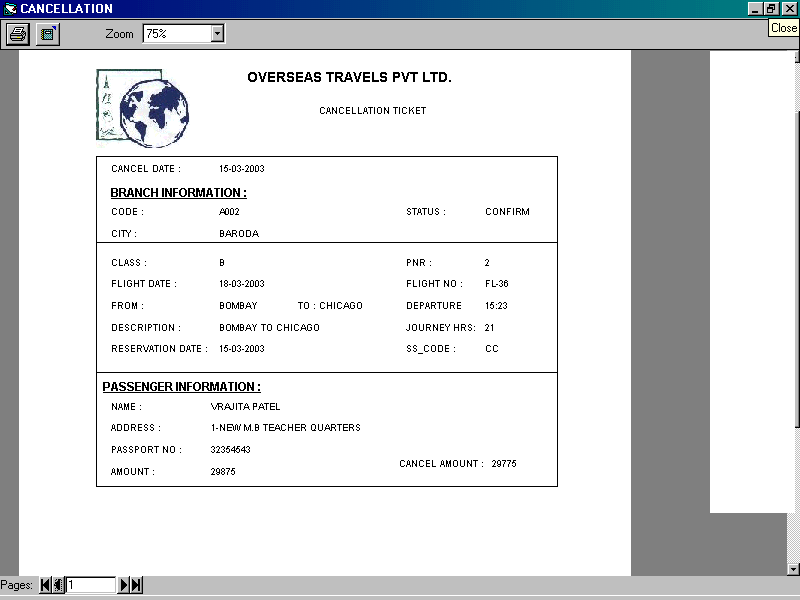 CANCELLATION
Zoom 75%
Close
OVERSEAS TRAVELS PVT LTD.
CANCELLATION TICKET
CANCEL DATE : 15-03-2003
BRANCH INFORMATION :
CODE : A002 STATUS : CONFIRM
CITY : BARODA
CLASS : B PNR : 2
FLIGHT DATE : 18-03-2003 FLIGHT NO : FL-36
FROM : BOMBAY TO : CHICAGO DEPARTURE 15:23
DESCRIPTION : BOMBAY TO CHICAGO JOURNEY HRS: 21
RESERVATION DATE : 15-03-2003 SS_CODE : CC
PASSENGER INFORMATION :
NAME : VRAJITA PATEL
ADDRESS : 1-NEW M.B TEACHER QUARTERS
PASSPORT NO : 32354543
CANCEL AMOUNT : 29775
AMOUNT : 29875
Pages: 1